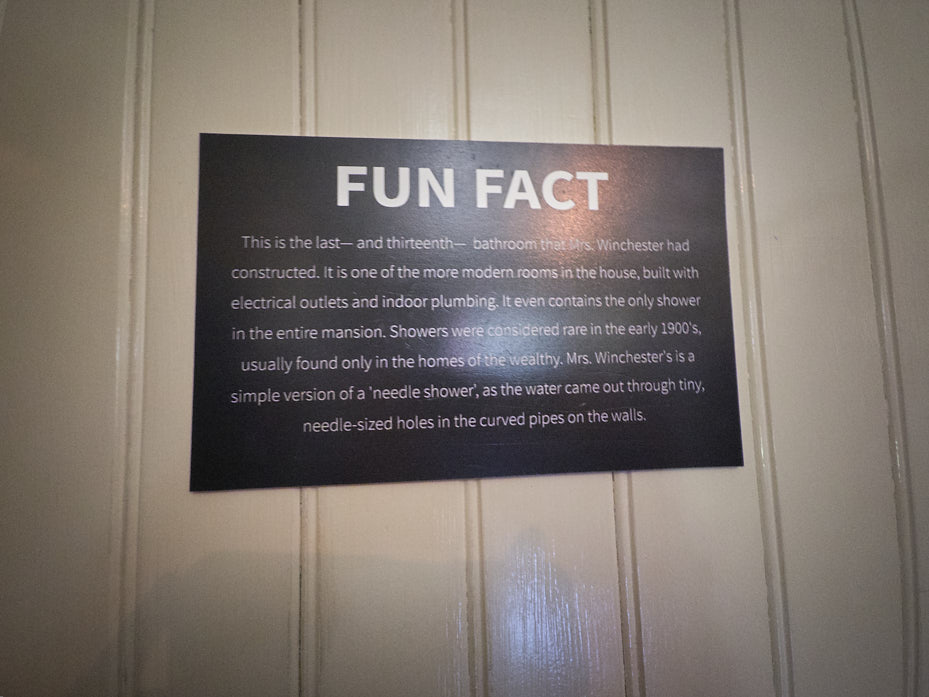 FUN FACT
This is the last— and thirteenth— bathroom that Mrs. Winchester had
constructed. It is one of the more modern rooms in the house, built with
electrical outlets and indoor plumbing. It even contains the only shower
in the entire mansion. Showers were considered rare in the early 1900's,
usually found only in the homes of the wealthy. Mrs. Winchester's is a
simple version of a 'needle shower', as the water came out through tiny,
needle-sized holes in the curved pipes on the walls.